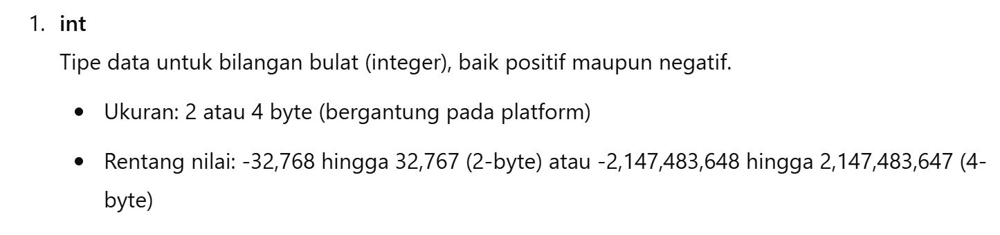 1. int
Tipe data untuk bilangan bulat (integer), baik positif maupun negatif.
• Ukuran: 2 atau 4 byte (bergantung pada platform)
• Rentang nilai: -32,768 hingga 32,767 (2-byte) atau -2,147,483,648 hingga 2,147,483,647 (4-
byte)